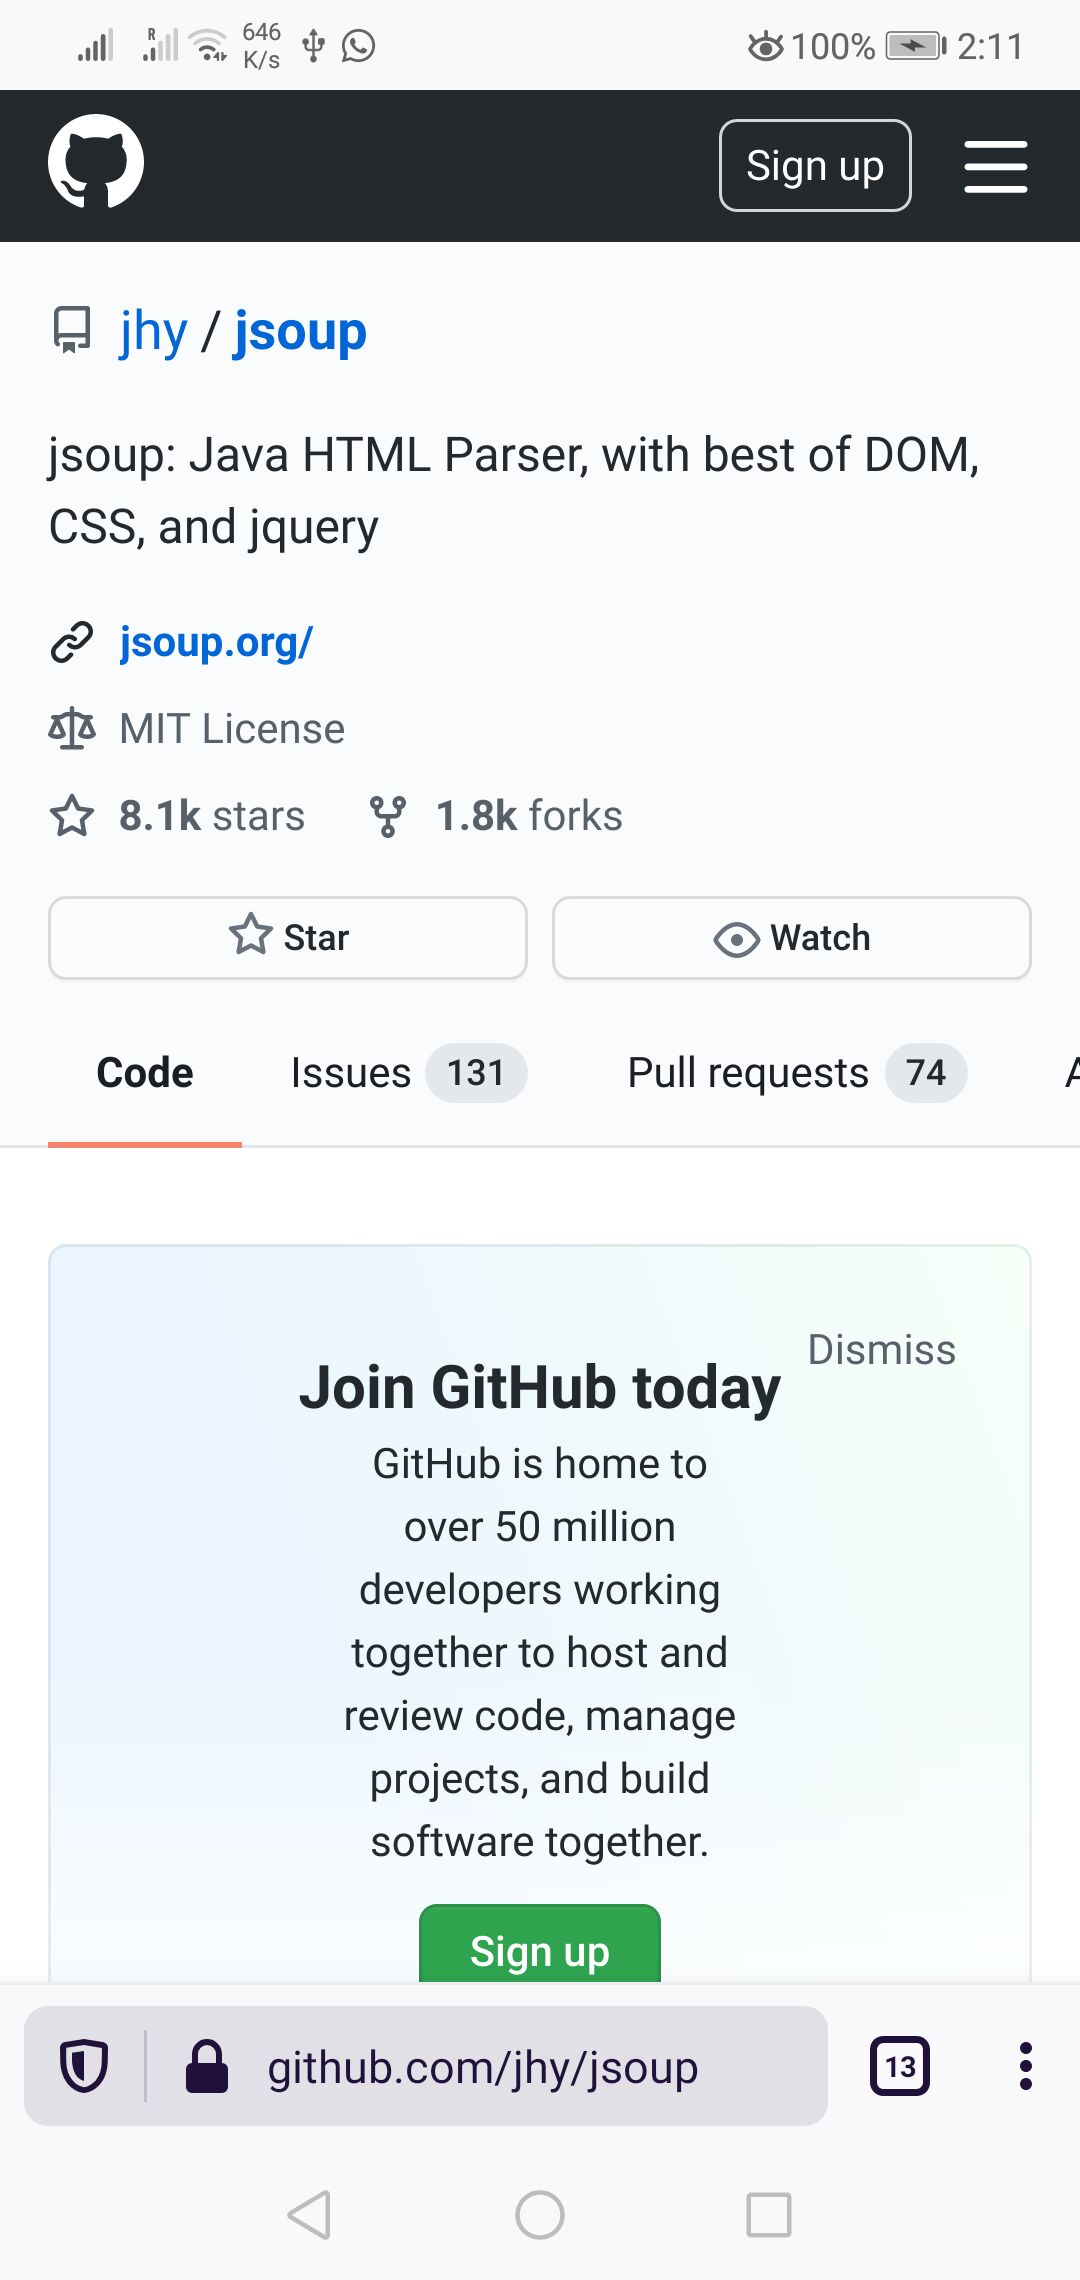 R 646 K/s 100% 2:11
Sign up
jhy / jsoup
jsoup: Java HTML Parser, with best of DOM,
CSS, and jquery
jsoup.org/
MIT License
8.1k stars 1.8k forks
Star Watch
Code Issues 131 Pull requests 74 A
Dismiss
Join GitHub today
GitHub is home to
over 50 million
developers working
together to host and
review code, manage
projects, and build
software together.
Sign up
github.com/jhy/jsoup 13